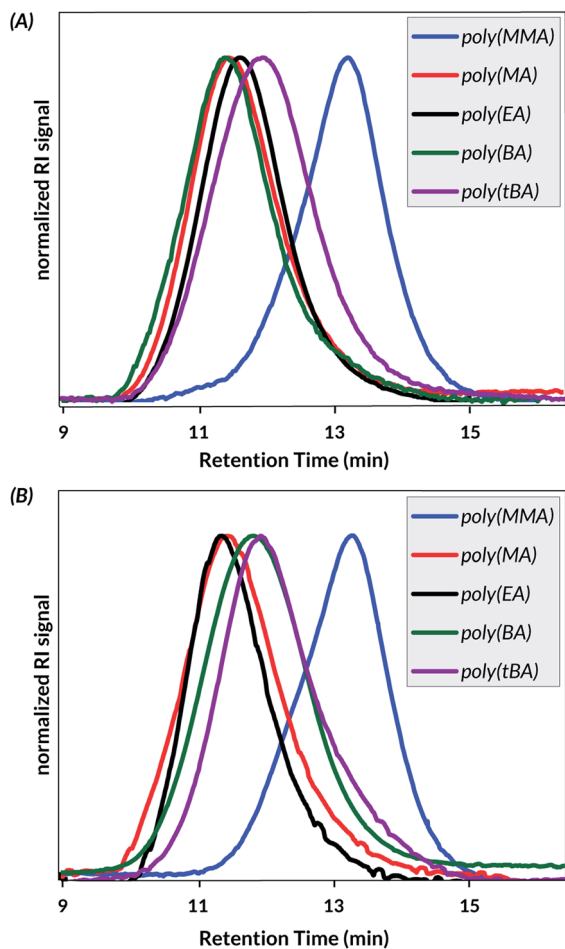 (A)
normalized RI signal
poly(MMA)
poly(MA)
poly(EA)
poly(BA)
poly(tBA)
9 11 13 15
Retention Time (min)
(B)
normalized RI signal
poly(MMA)
poly(MA)
poly(EA)
poly(BA)
poly(tBA)
9 11 13 15
Retention Time (min)